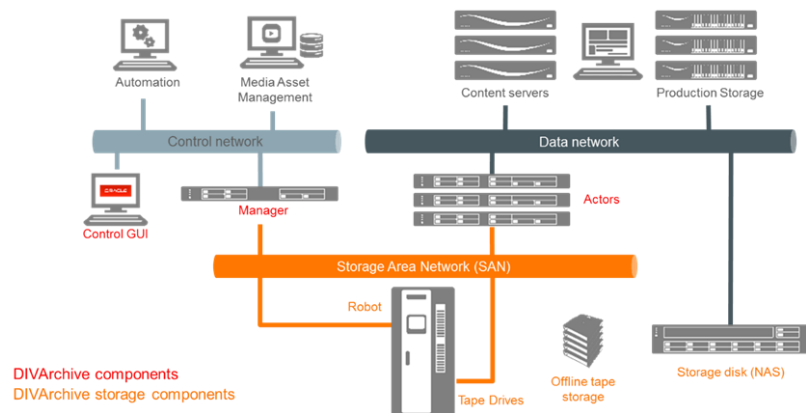 Automation
Media Asset
Management
Content servers
Production Storage
Control network
Data network
ORACLE
Control GUI
Manager
Actors
Storage Area Network (SAN)
Robot
Tape Drives
Offline tape
storage
Storage disk (NAS)
DIVArchive components
DIVArchive storage components